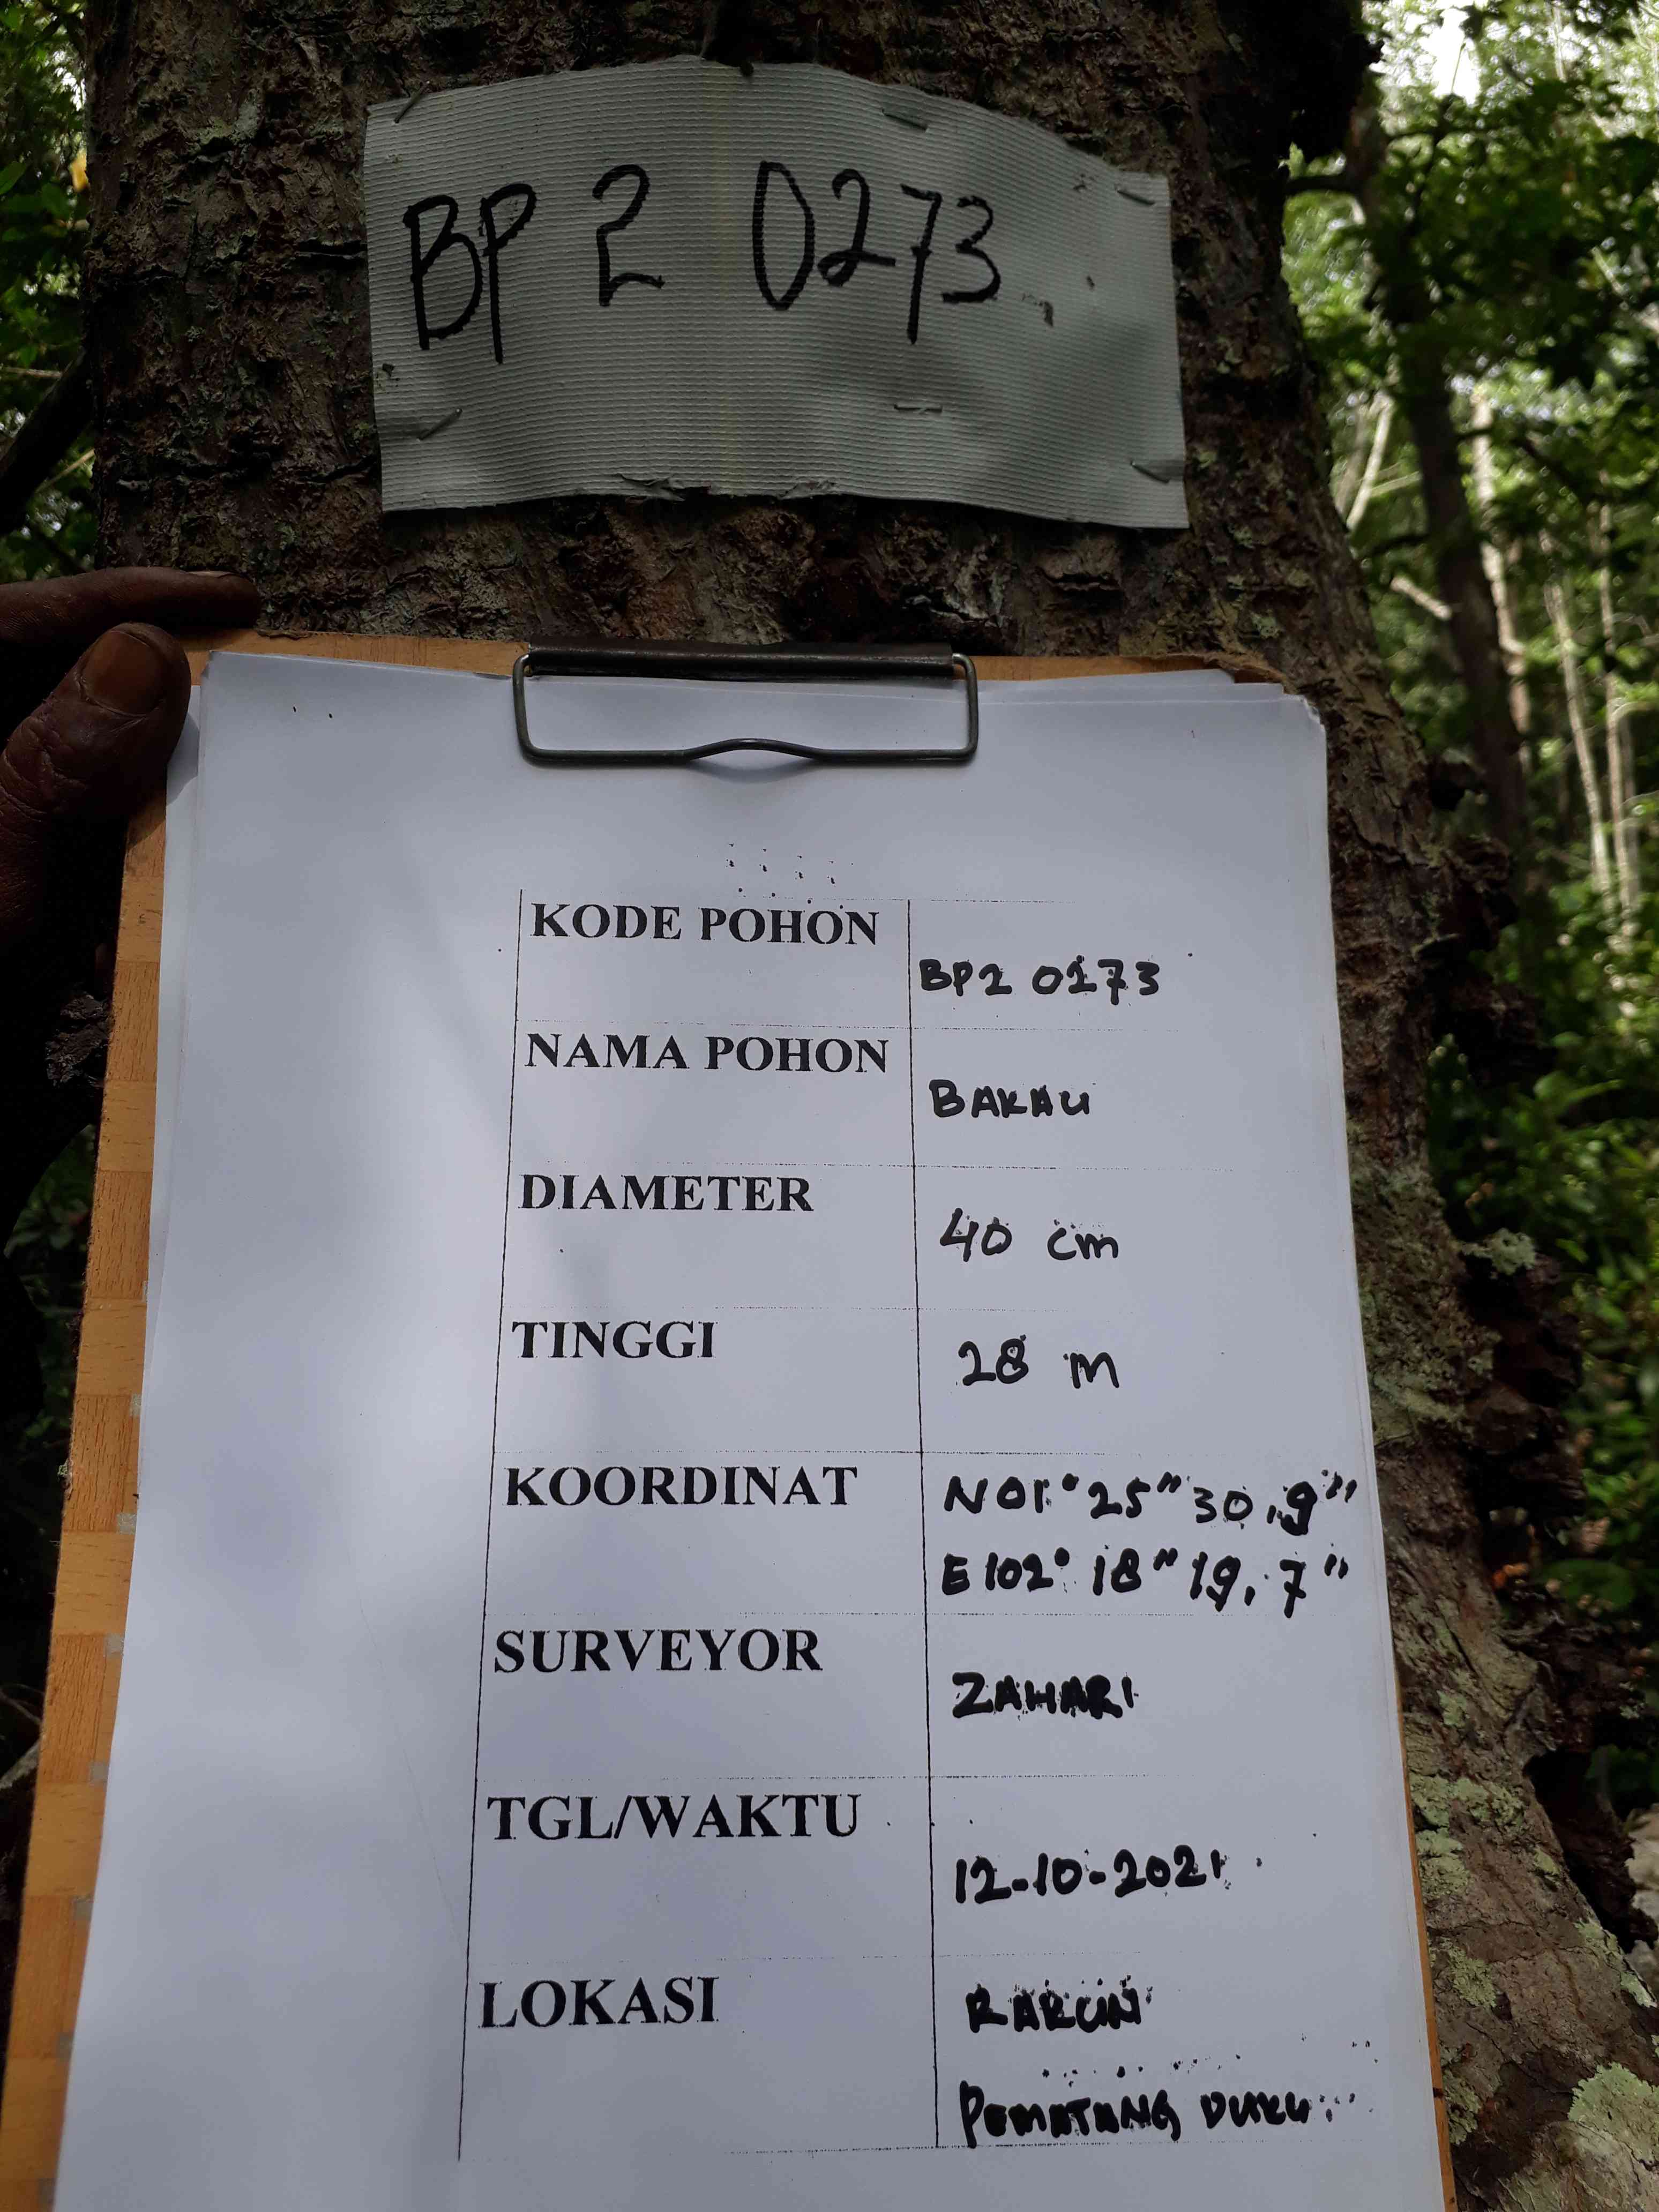 BP 2 0273
KODE POHON
BP2 0273
NAMA POHON
BAKAU
DIAMETER
40 cm
TINGGI
28 m
KOORDINAT
N01°25"30,9"
E102°18"19,7"
SURVEYOR
ZAHARI
TGL/WAKTU
12-10-2021
LOKASI
PEMATANG DUKU